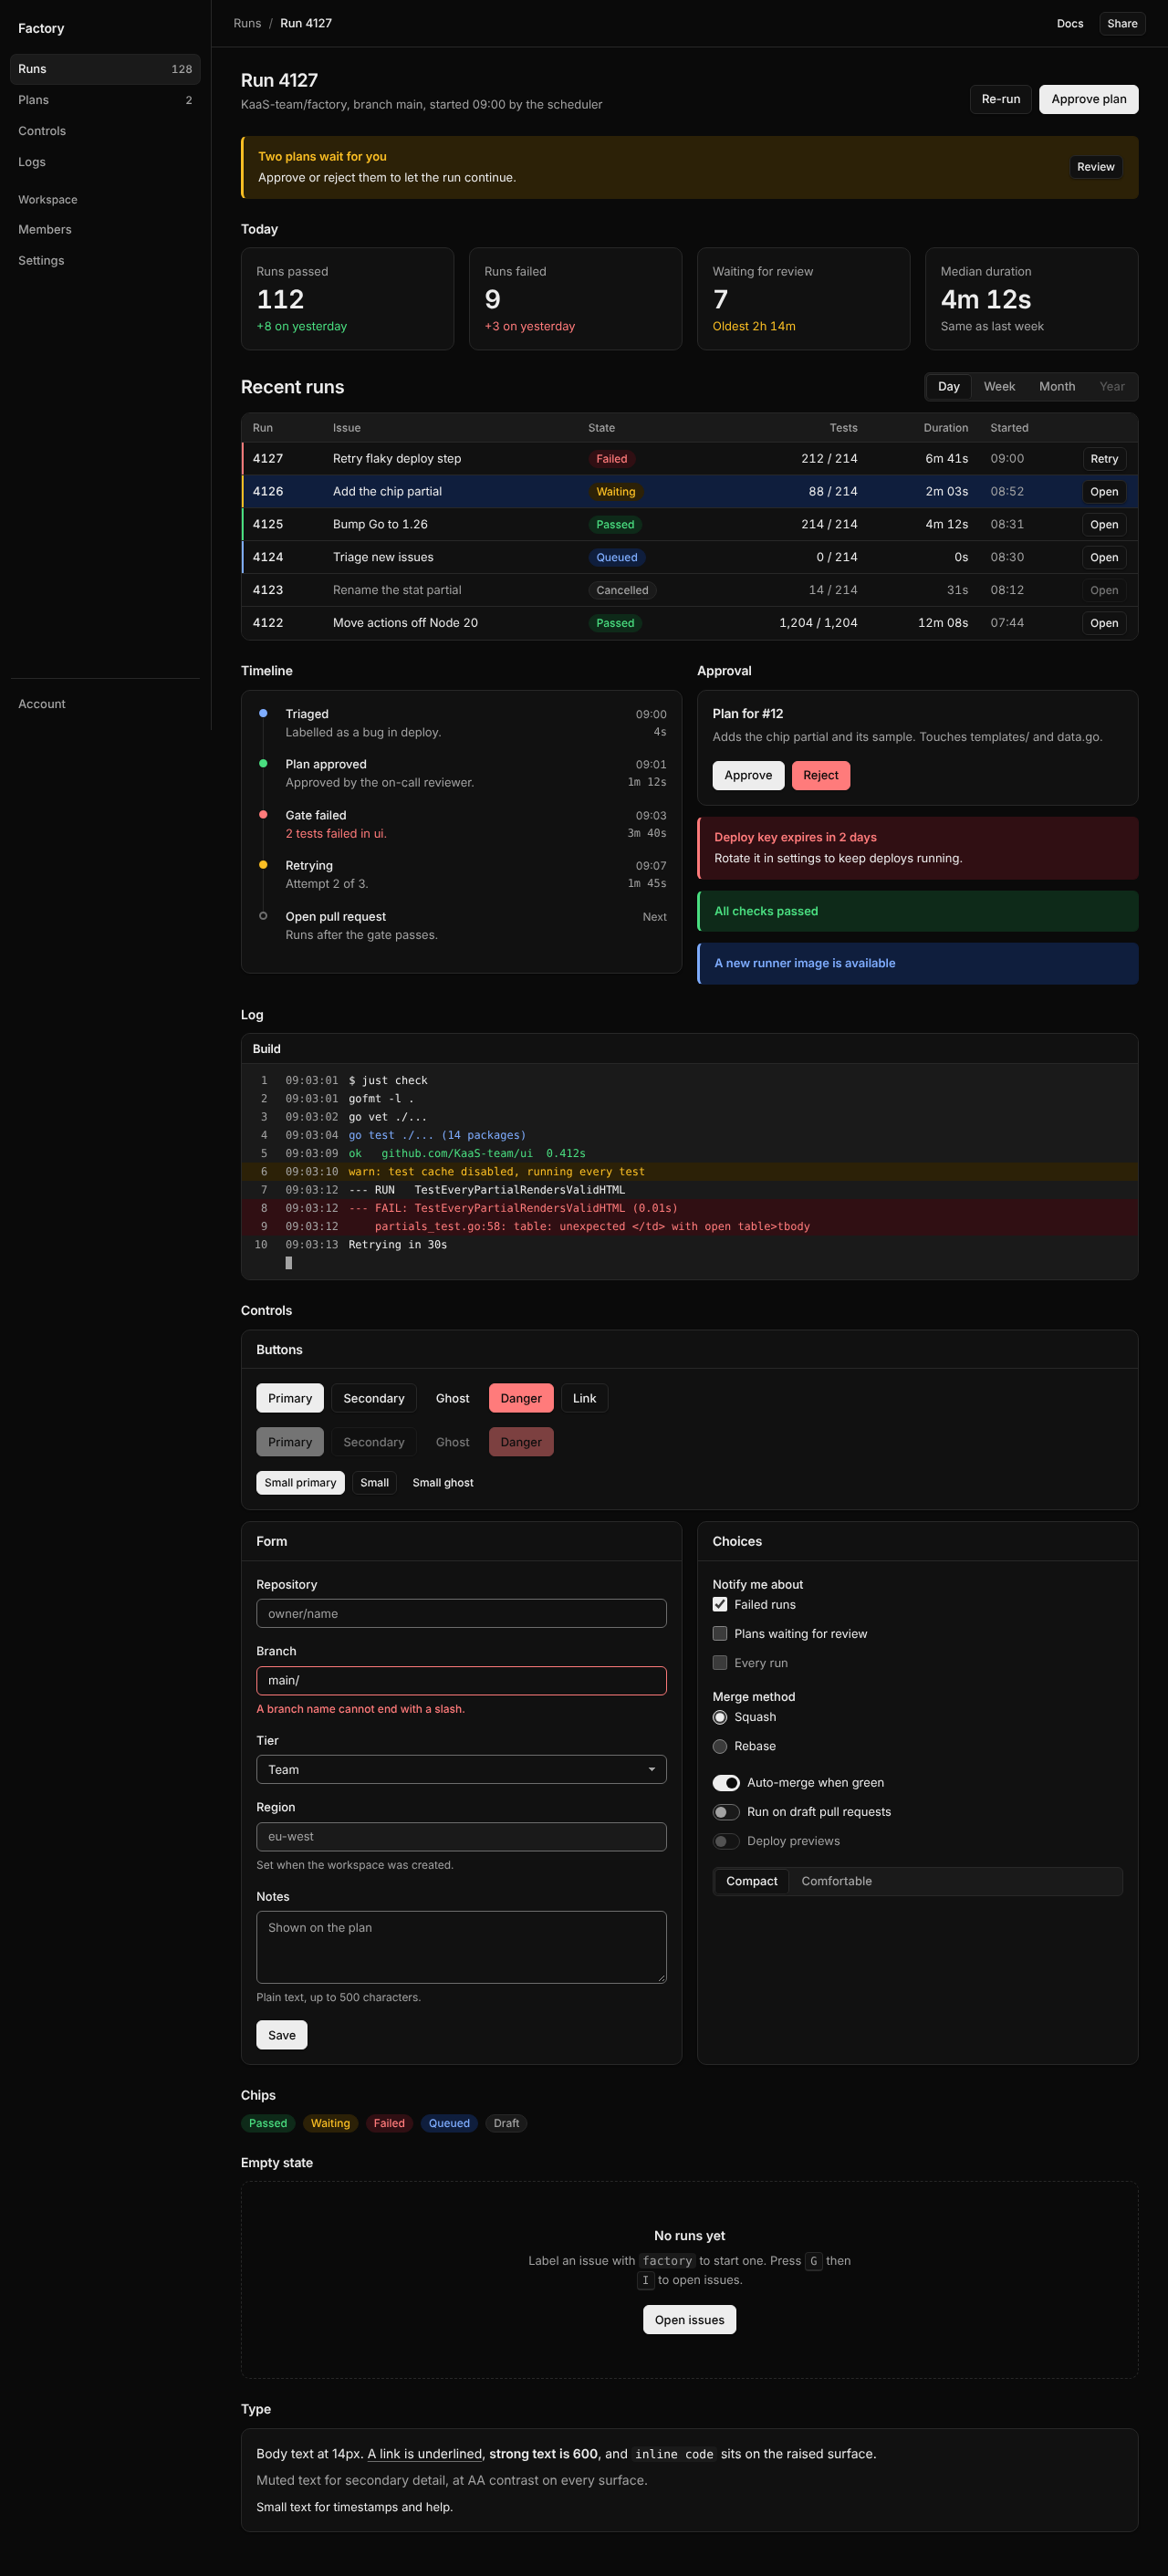 Factory
Runs 128
Plans 2
Controls
Logs
Workspace
Members
Settings
Account
Runs / Run 4127
Docs
Share
Run 4127
KaaS-team/factory, branch main, started 09:00 by the scheduler
Re-run
Approve plan
Two plans wait for you
Approve or reject them to let the run continue.
Review
Today
Runs passed
112
+8 on yesterday
Runs failed
9
+3 on yesterday
Waiting for review
7
Oldest 2h 14m
Median duration
4m 12s
Same as last week
Recent runs
Day Week Month Year
Run Issue State Tests Duration Started
4127 Retry flaky deploy step Failed 212 / 214 6m 41s 09:00 Retry
4126 Add the chip partial Waiting 88 / 214 2m 03s 08:52 Open
4125 Bump Go to 1.26 Passed 214 / 214 4m 12s 08:31 Open
4124 Triage new issues Queued 0 / 214 0s 08:30 Open
4123 Rename the stat partial Cancelled 14 / 214 31s 08:12 Open
4122 Move actions off Node 20 Passed 1,204 / 1,204 12m 08s 07:44 Open
Timeline
Triaged 09:00
Labelled as a bug in deploy. 4s
Plan approved 09:01
Approved by the on-call reviewer. 1m 12s
Gate failed 09:03
2 tests failed in ui. 3m 40s
Retrying 09:07
Attempt 2 of 3. 1m 45s
Open pull request Next
Runs after the gate passes.
Approval
Plan for #12
Adds the chip partial and its sample. Touches templates/ and data.go.
Approve Reject
Deploy key expires in 2 days
Rotate it in settings to keep deploys running.
All checks passed
A new runner image is available
Log
Build
1 09:03:01 $ just check
2 09:03:01 gofmt -l .
3 09:03:02 go vet ./...
4 09:03:04 go test ./... (14 packages)
5 09:03:09 ok github.com/KaaS-team/ui 0.412s
6 09:03:10 warn: test cache disabled, running every test
7 09:03:12 --- RUN TestEveryPartialRendersValidHTML
8 09:03:12 --- FAIL: TestEveryPartialRendersValidHTML (0.01s)
9 09:03:12 partials_test.go:58: table: unexpected </td> with open table>tbody
10 09:03:13 Retrying in 30s
Controls
Buttons
Primary Secondary Ghost Danger Link
Primary Secondary Ghost Danger
Small primary Small Small ghost
Form
Repository
owner/name
Branch
main/
A branch name cannot end with a slash.
Tier
Team
Region
eu-west
Set when the workspace was created.
Notes
Shown on the plan
Plain text, up to 500 characters.
Save
Choices
Notify me about
Failed runs
Plans waiting for review
Every run
Merge method
Squash
Rebase
Auto-merge when green
Run on draft pull requests
Deploy previews
Compact Comfortable
Chips
Passed Waiting Failed Queued Draft
Empty state
No runs yet
Label an issue with factory to start one. Press G then
I to open issues.
Open issues
Type
Body text at 14px. A link is underlined, strong text is 600, and inline code sits on the raised surface.
Muted text for secondary detail, at AA contrast on every surface.
Small text for timestamps and help.